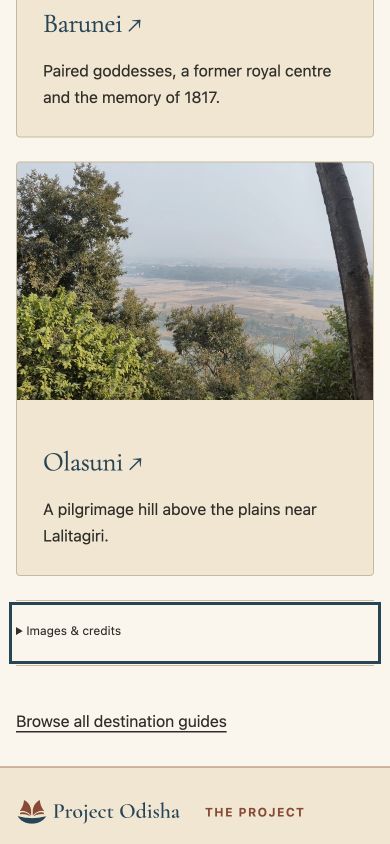 Barunei ↗
Paired goddesses, a former royal centre
and the memory of 1817.
Olasuni ↗
A pilgrimage hill above the plains near
Lalitagiri.
▶ Images & credits
Browse all destination guides
Project Odisha THE PROJECT